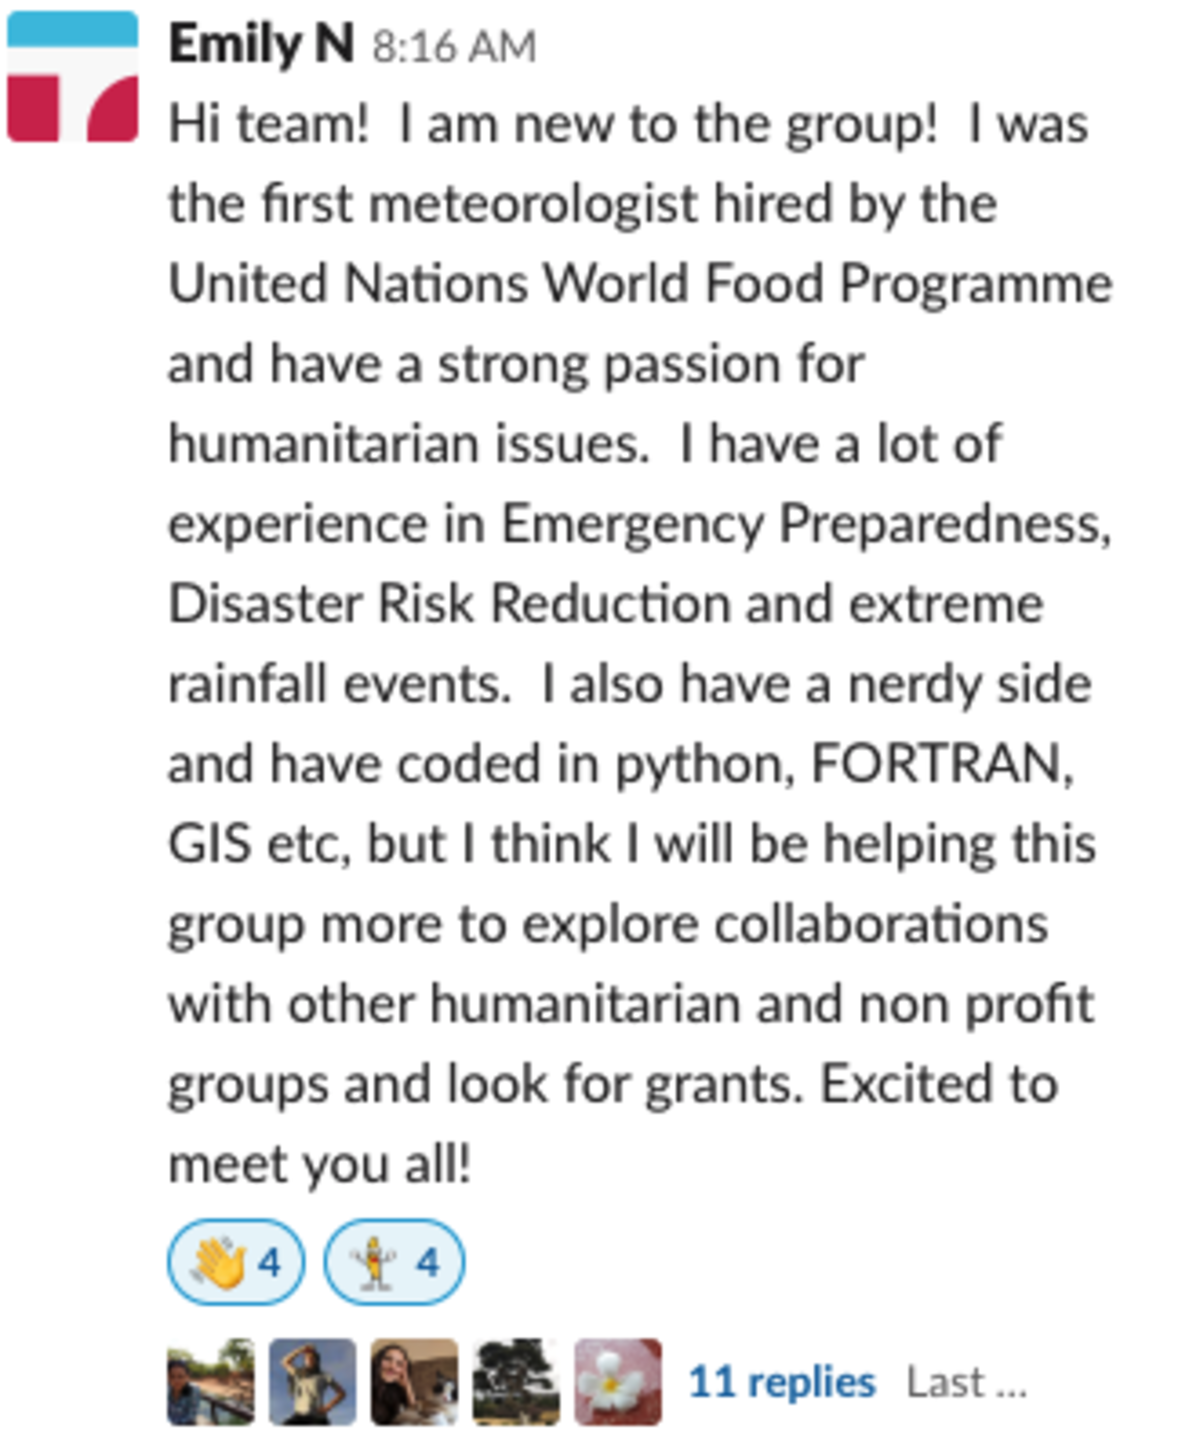 Emily N 8:16 AM
Hi team!  I am new to the group!  I was
the first meteorologist hired by the
United Nations World Food Programme
and have a strong passion for
humanitarian issues.  I have a lot of
experience in Emergency Preparedness,
Disaster Risk Reduction and extreme
rainfall events.  I also have a nerdy side
and have coded in python, FORTRAN,
GIS etc, but I think I will be helping this
group more to explore collaborations
with other humanitarian and non profit
groups and look for grants. Excited to
meet you all!
4 4
11 replies Last ...